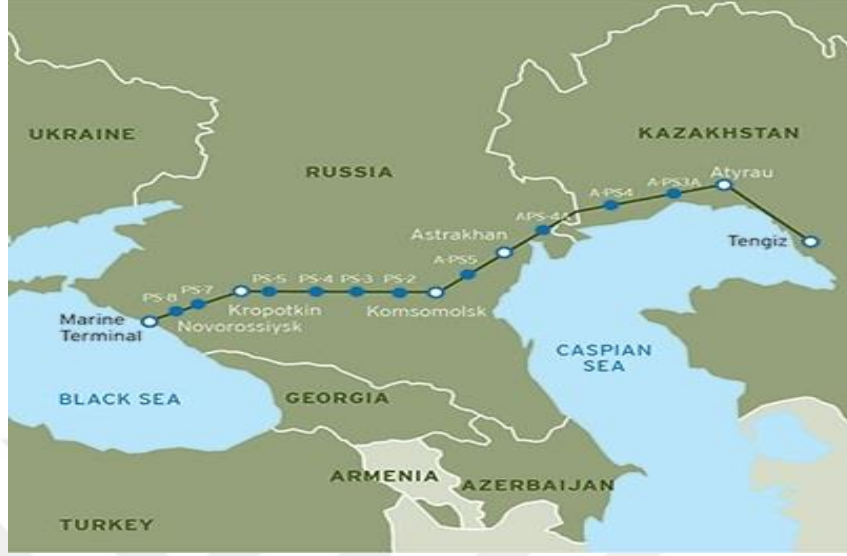 UKRAINE
KAZAKHSTAN
RUSSIA
Atyrau
A-PS3A
A-PS4
APS-4A
Astrakhan
Tengiz
A-PS5
PS-5
PS-4
PS-3
PS-2
PS-7
PS-8
Kropotkin
Komsomolsk
Marine
Terminal
Novorossiysk
CASPIAN
SEA
BLACK SEA
GEORGIA
ARMENIA
AZERBAIJAN
TURKEY